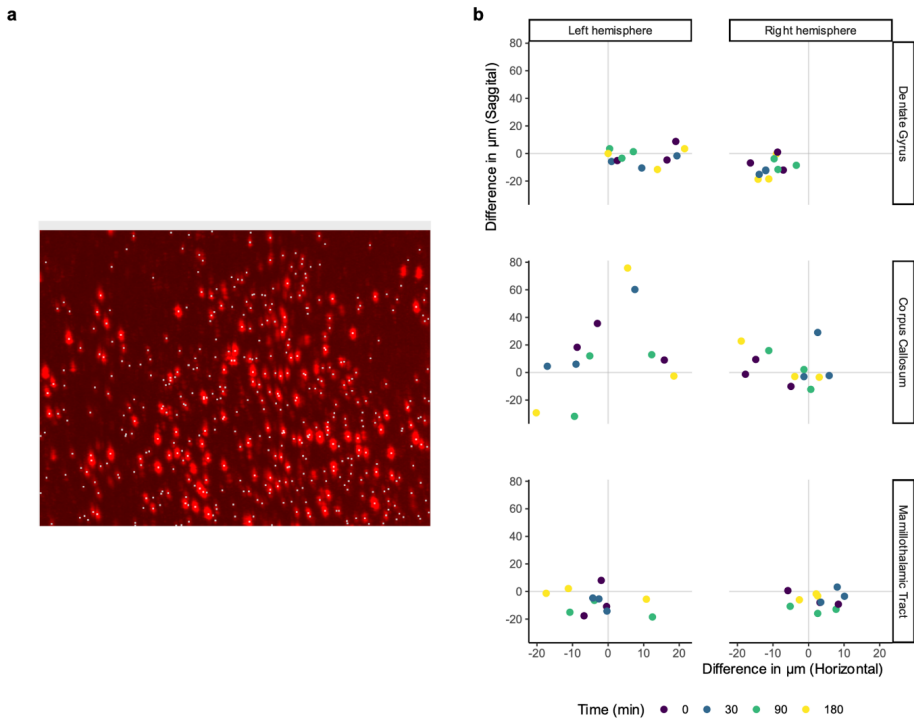 a
b
Left hemisphere
Right hemisphere
Difference in µm (Saggital)
80
60
40
20
0
-20
Dentate Gyrus
80
60
40
20
0
-20
Corpus Callosum
80
60
40
20
0
-20
Mamillothalamic Tract
-20 -10 0 10 20
-20 -10 0 10 20
Difference in µm (Horizontal)
Time (min) 0 30 90 180